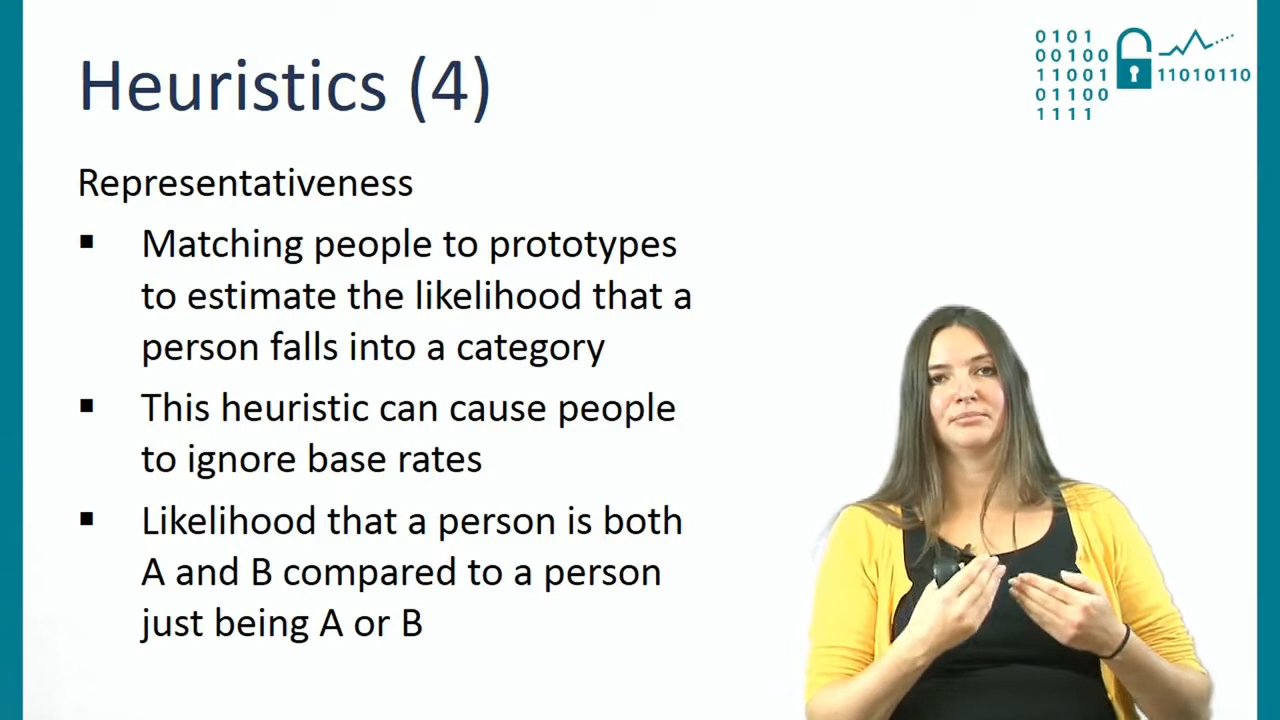 Heuristics (4)
0101
00100
11001
01100
1111
11010110
Representativeness
▪ Matching people to prototypes
to estimate the likelihood that a
person falls into a category
▪ This heuristic can cause people
to ignore base rates
▪ Likelihood that a person is both
A and B compared to a person
just being A or B